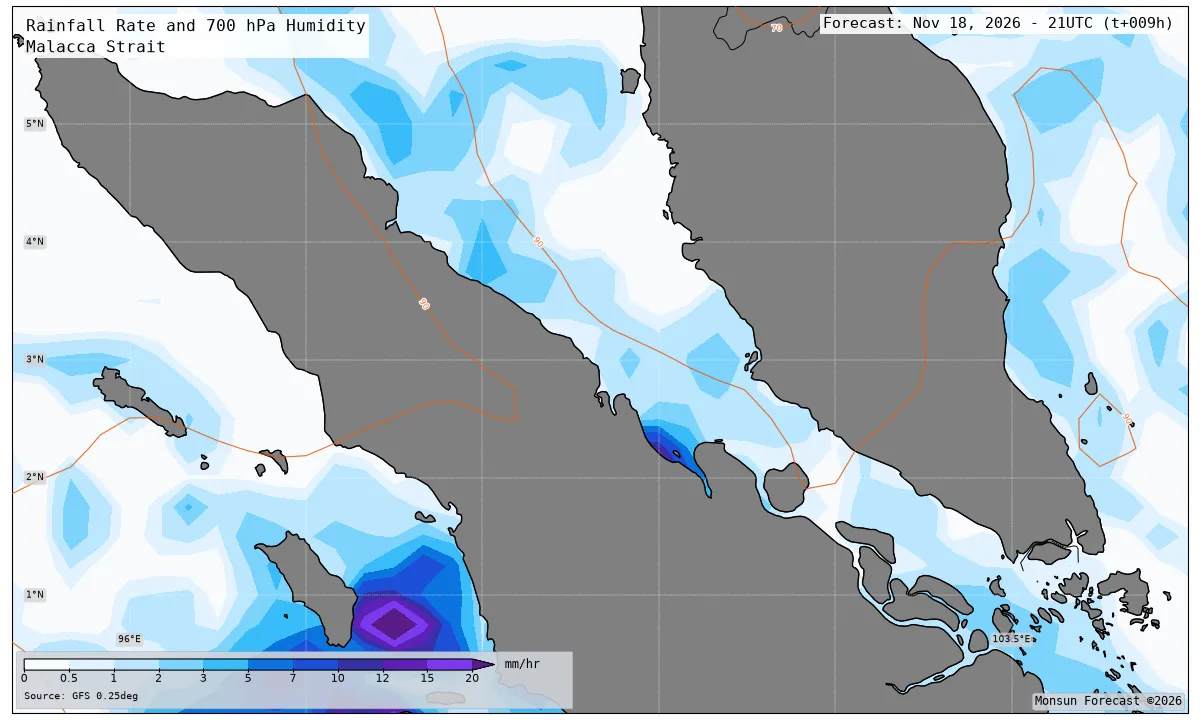 Rainfall Rate and 700 hPa Humidity
Malacca Strait
Forecast: Nov 18, 2026 - 21UTC (t+009h)
70
5°N
4°N
90
90
3°N
90
2°N
1°N
96°E
103.5°E
mm/hr
0 0.5 1 2 3 5 7 10 12 15 20
Source: GFS 0.25deg
Monsun Forecast ©2026